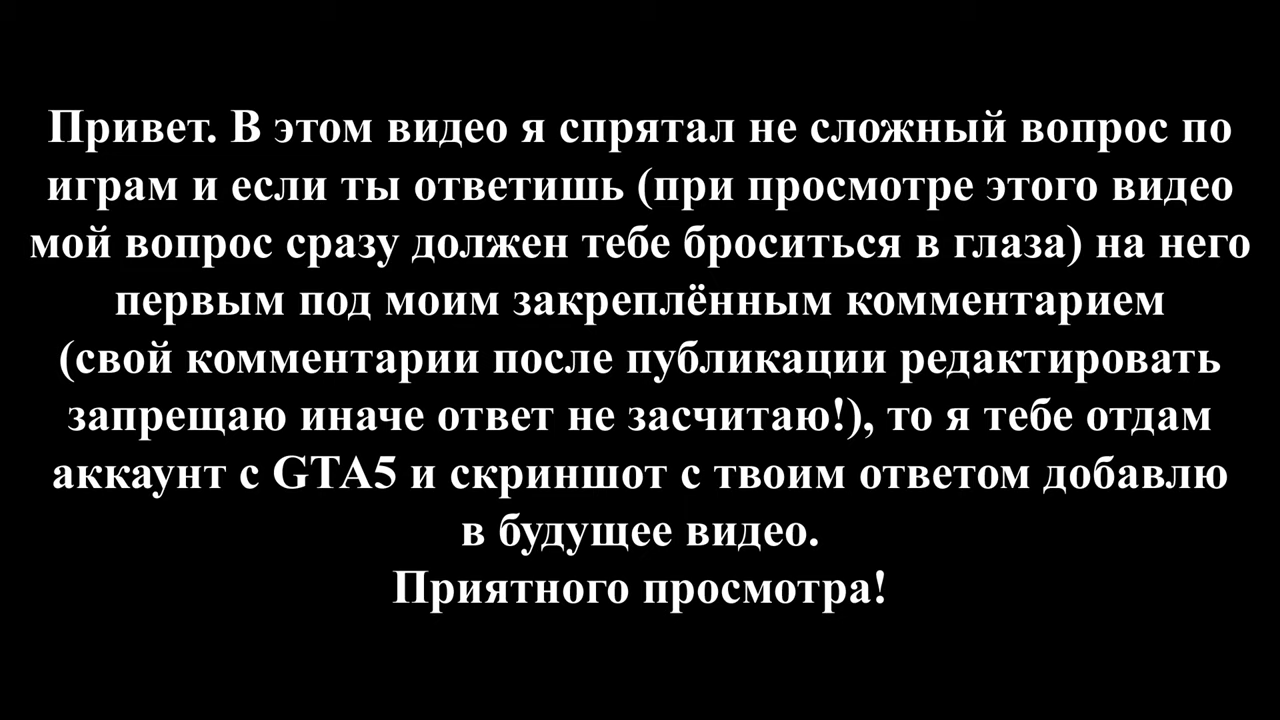 Привет. В этом видео я спрятал не сложный вопрос по
играм и если ты ответишь (при просмотре этого видео
мой вопрос сразу должен тебе броситься в глаза) на него
первым под моим закреплённым комментарием
(свой комментарии после публикации редактировать
запрещаю иначе ответ не засчитаю!), то я тебе отдам
аккаунт с GTA5 и скриншот с твоим ответом добавлю
в будущее видео.
Приятного просмотра!